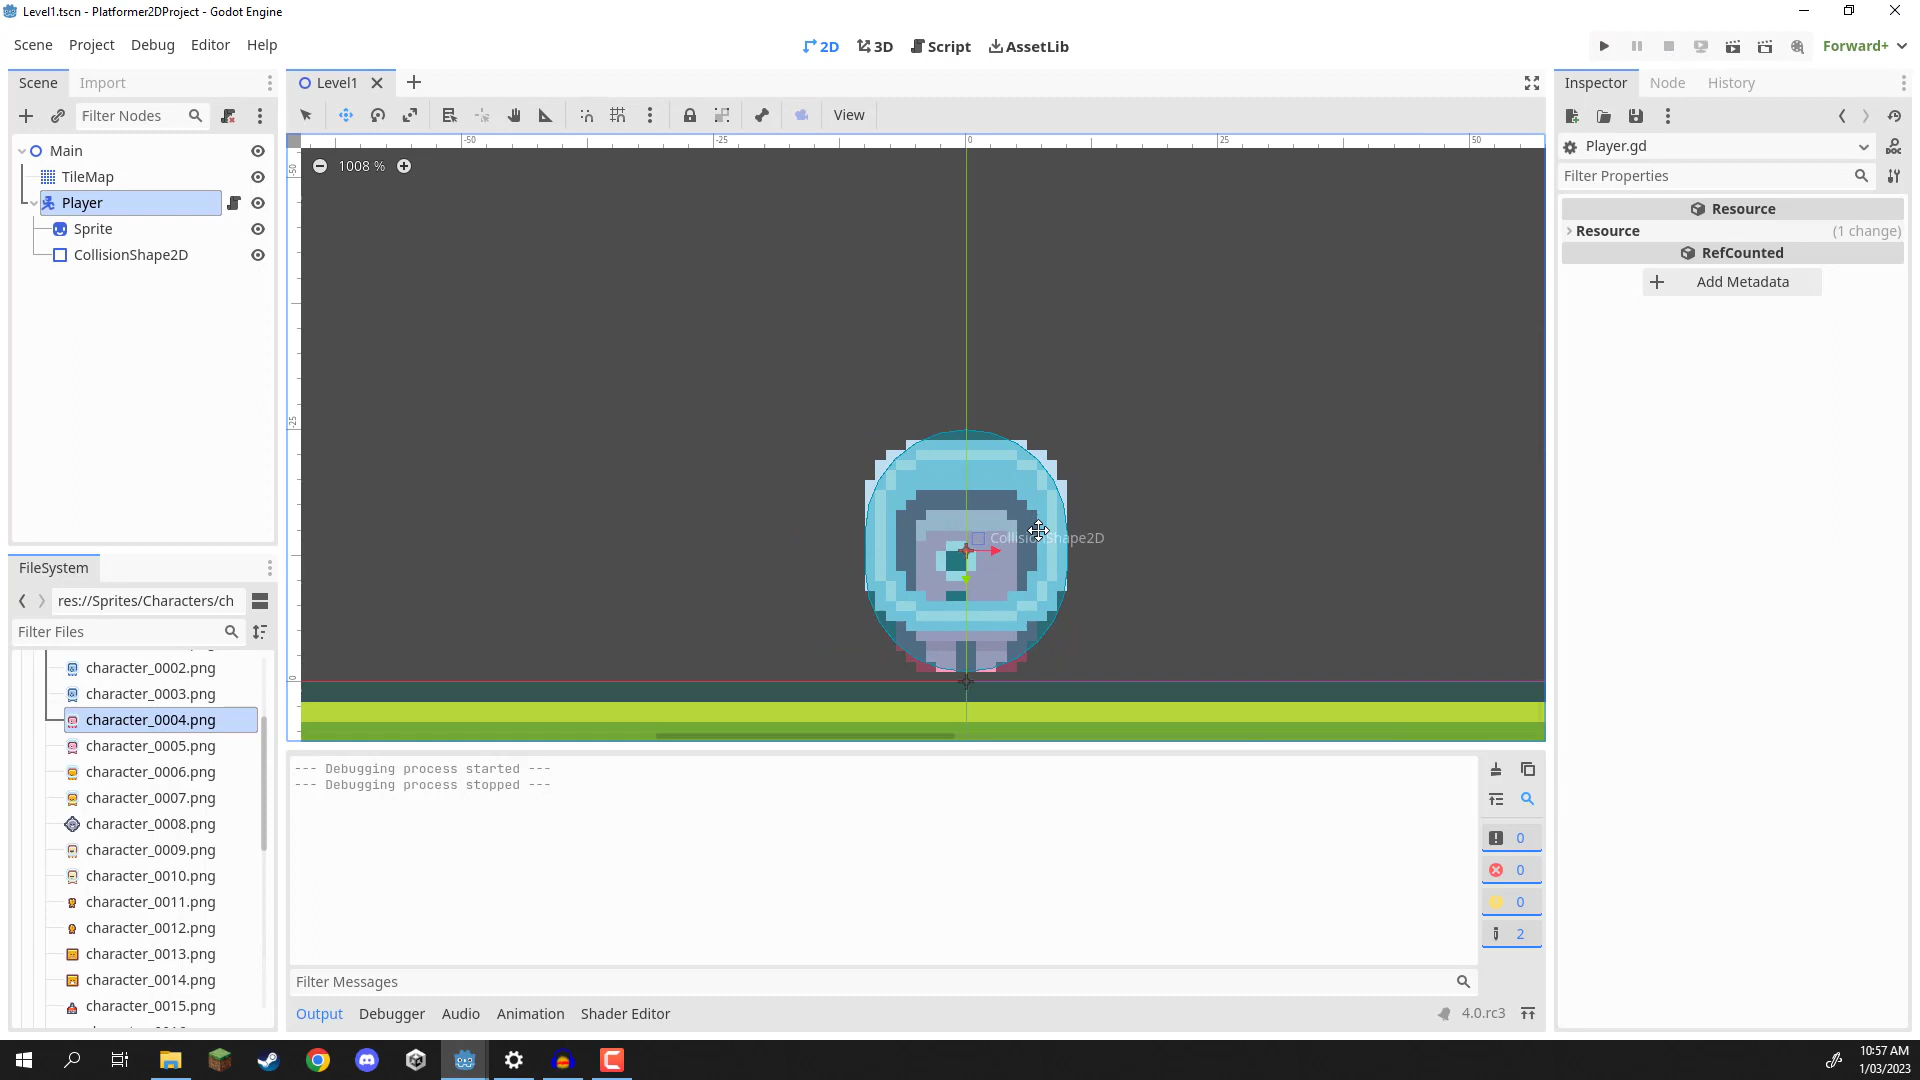 Level1.tscn - Platformer2DProject - Godot Engine
Scene Project Debug Editor Help
2D 3D Script AssetLib
Forward+
Scene Import
Level1
Inspector Node History
Filter Nodes
View
Main
TileMap
Player
Sprite
CollisionShape2D
-50 -25 0 25 50
-50
-25
0
1008 %
CollisionShape2D
Player.gd
Filter Properties
Resource
Resource (1 change)
RefCounted
Add Metadata
FileSystem
res://Sprites/Characters/ch
Filter Files
character_0002.png
character_0003.png
character_0004.png
character_0005.png
character_0006.png
character_0007.png
character_0008.png
character_0009.png
character_0010.png
character_0011.png
character_0012.png
character_0013.png
character_0014.png
character_0015.png
--- Debugging process started ---
--- Debugging process stopped ---
0
0
0
2
Filter Messages
Output Debugger Audio Animation Shader Editor
4.0.rc3
10:57 AM
1/03/2023